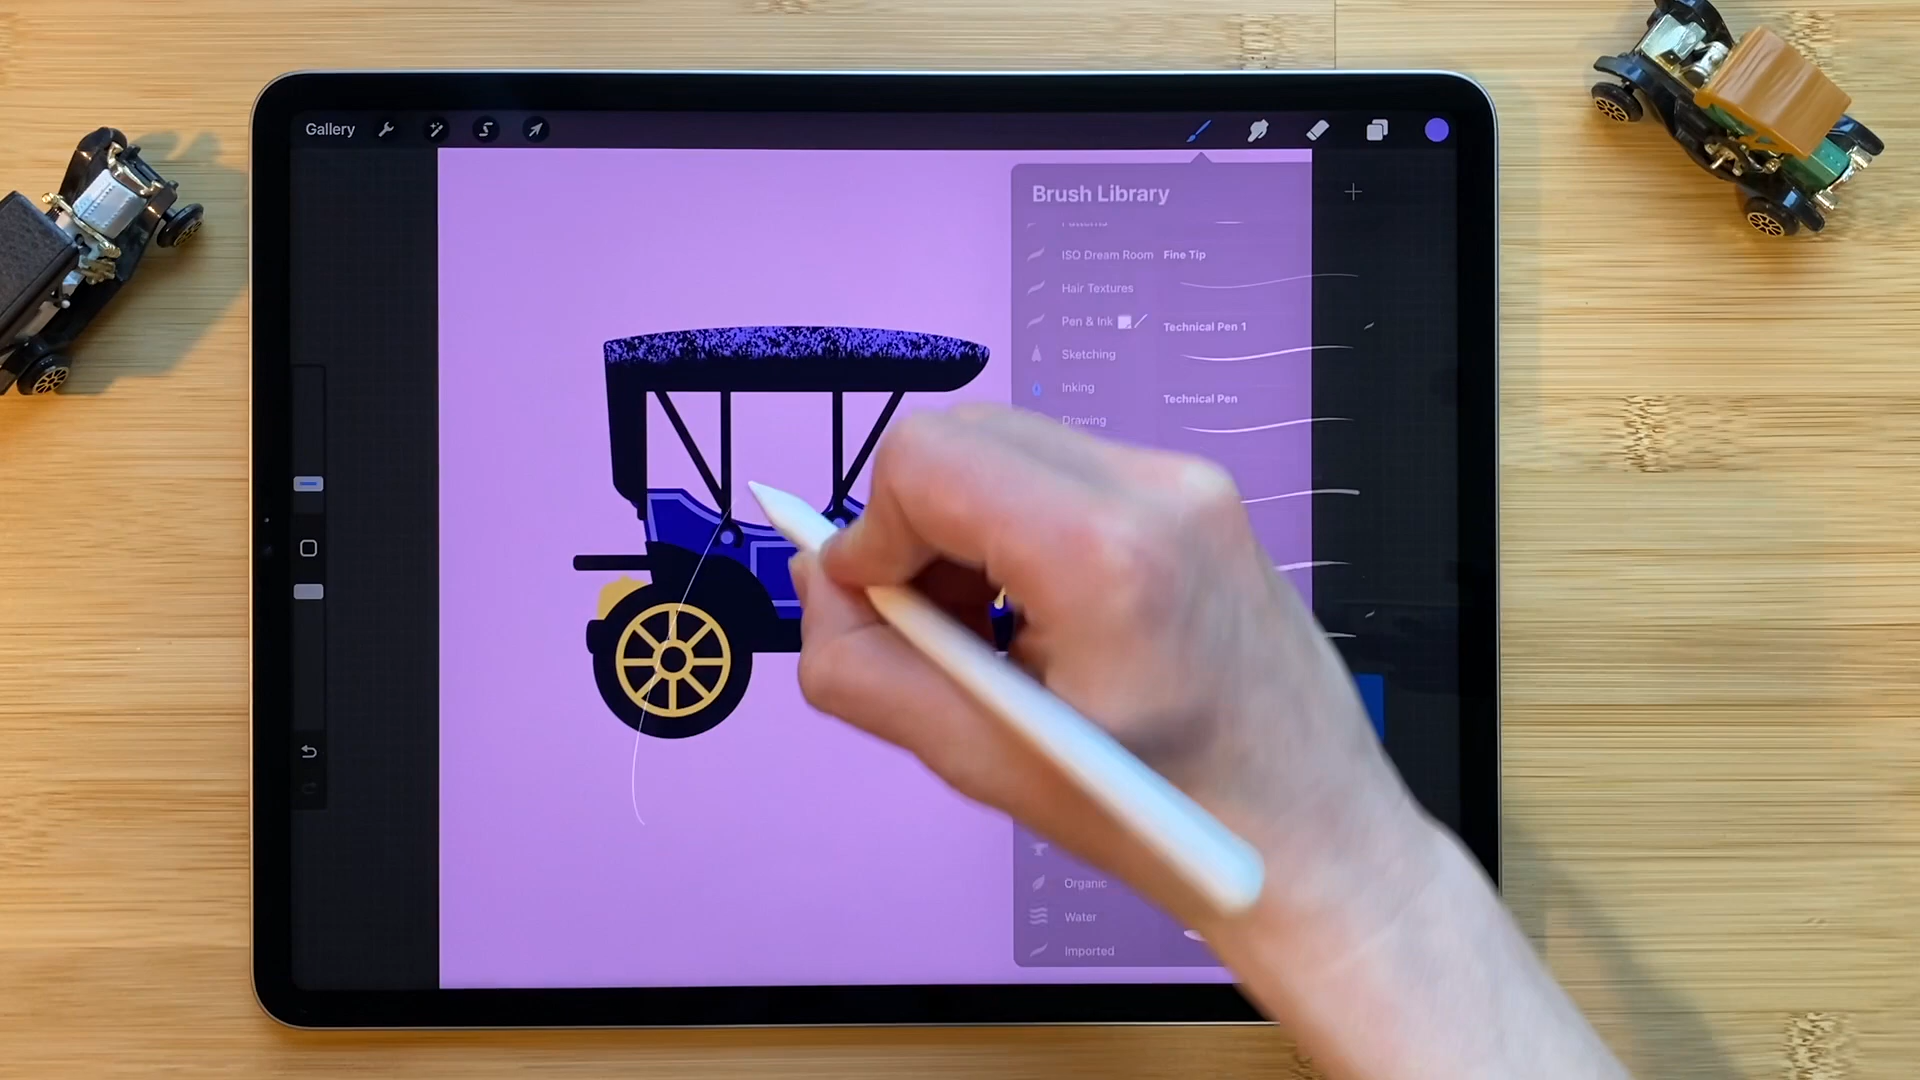 Gallery
Brush Library
Patterns
ISO Dream Room Fine Tip
Hair Textures
Pen & Ink
Technical Pen 1
Sketching
Inking
Technical Pen
Drawing
Organic
Water
Imported